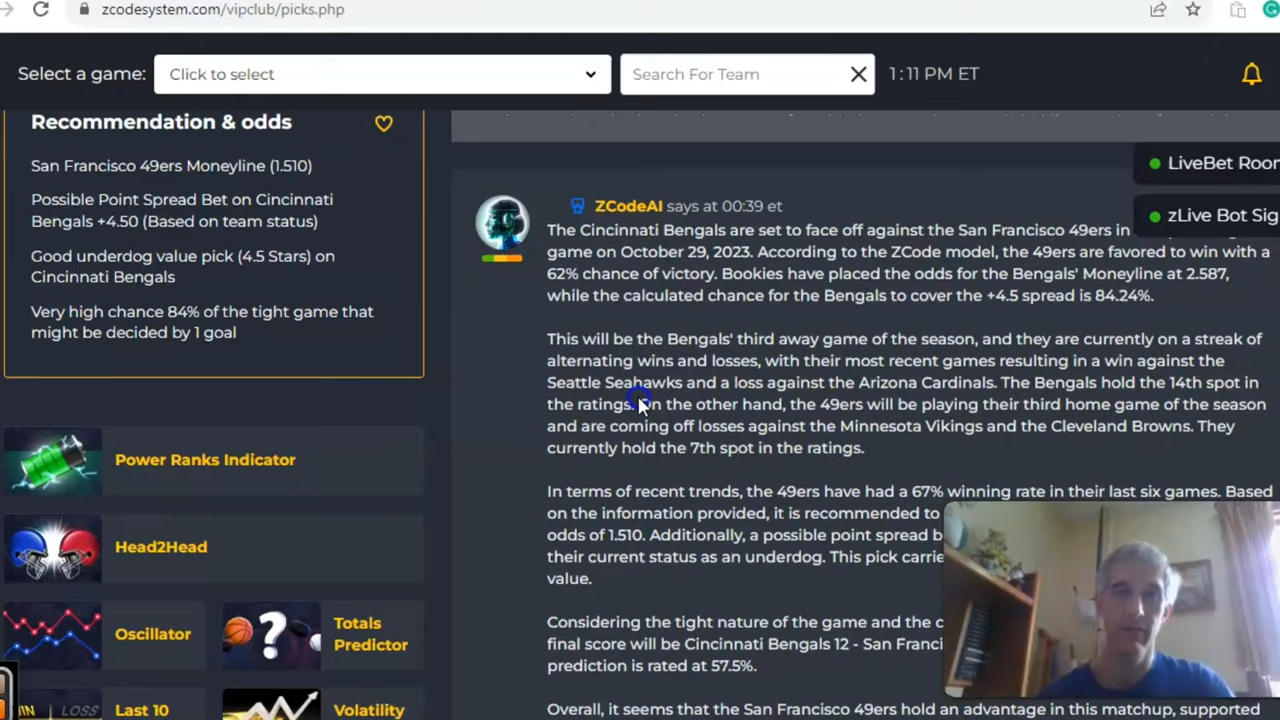 zcodesystem.com/vipclub/picks.php
Select a game:
Click to select
Search For Team
1:11 PM ET
Recommendation & odds
San Francisco 49ers Moneyline (1.510)
Possible Point Spread Bet on Cincinnati
Bengals +4.50 (Based on team status)
Good underdog value pick (4.5 Stars) on
Cincinnati Bengals
Very high chance 84% of the tight game that
might be decided by 1 goal
Power Ranks Indicator
Head2Head
Oscillator
Totals
Predictor
LOSS
Last 10
Volatility
LiveBet Roo
zLive Bot Sig
ZCodeAI says at 00:39 et
The Cincinnati Bengals are set to face off against the San Francisco 49ers in
game on October 29, 2023. According to the ZCode model, the 49ers are favored to win with a
62% chance of victory. Bookies have placed the odds for the Bengals' Moneyline at 2.587,
while the calculated chance for the Bengals to cover the +4.5 spread is 84.24%.
This will be the Bengals' third away game of the season, and they are currently on a streak of
alternating wins and losses, with their most recent games resulting in a win against the
Seattle Seahawks and a loss against the Arizona Cardinals. The Bengals hold the 14th spot in
the ratings. On the other hand, the 49ers will be playing their third home game of the season
and are coming off losses against the Minnesota Vikings and the Cleveland Browns. They
currently hold the 7th spot in the ratings.
In terms of recent trends, the 49ers have had a 67% winning rate in their last six games. Based
on the information provided, it is recommended to
odds of 1.510. Additionally, a possible point spread b
their current status as an underdog. This pick carrie
value.
Considering the tight nature of the game and the c
final score will be Cincinnati Bengals 12 - San Franci
prediction is rated at 57.5%.
Overall, it seems that the San Francisco 49ers hold an advantage in this matchup, supported